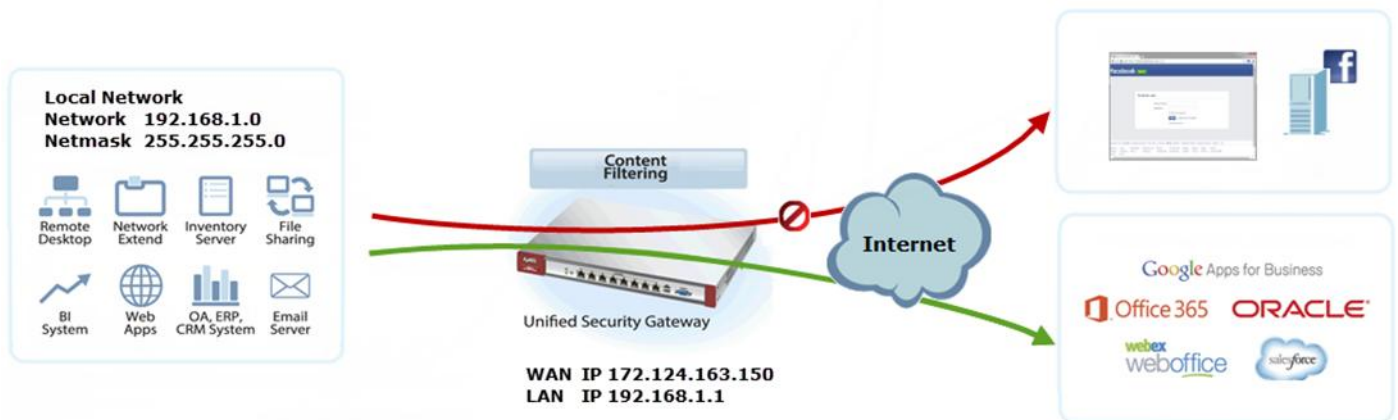 Local Network
Network 192.168.1.0
Netmask 255.255.255.0
Remote Desktop
Network Extend
Inventory Server
File Sharing
BI System
Web Apps
OA, ERP, CRM System
Email Server
Content Filtering
Unified Security Gateway
WAN IP 172.124.163.150
LAN IP 192.168.1.1
Internet
facebook
f
Google Apps for Business
Office 365
ORACLE
webex
weboffice
salesforce